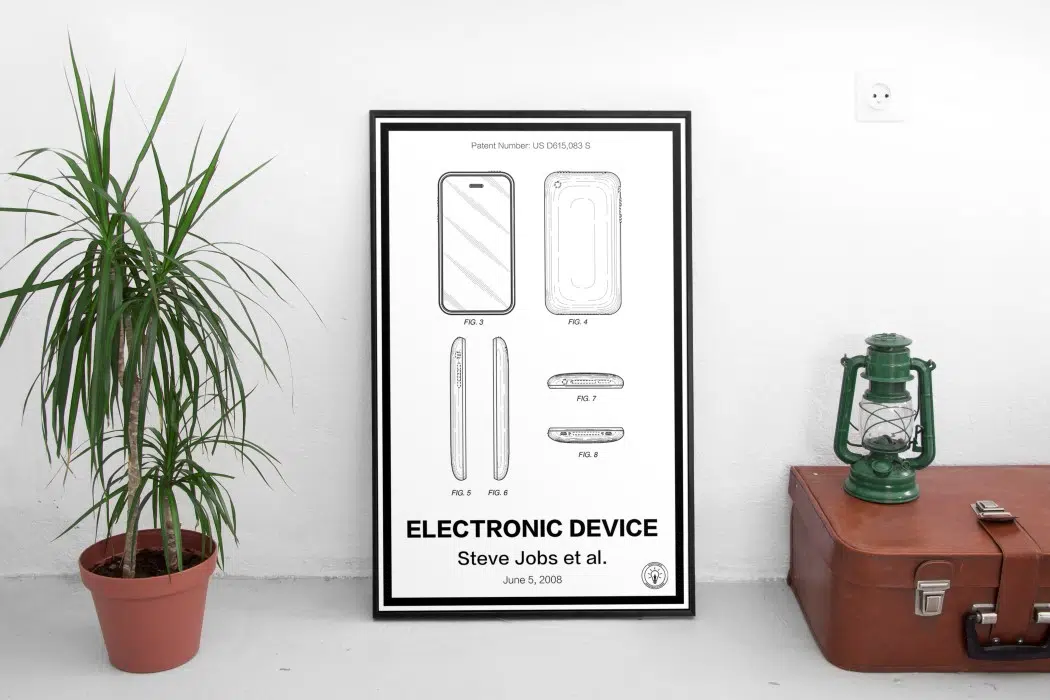 Patent Number: US D615,083 S
FIG. 3
FIG. 4
FIG. 7
FIG. 8
FIG. 5
FIG. 6
ELECTRONIC DEVICE
Steve Jobs et al.
June 5, 2008